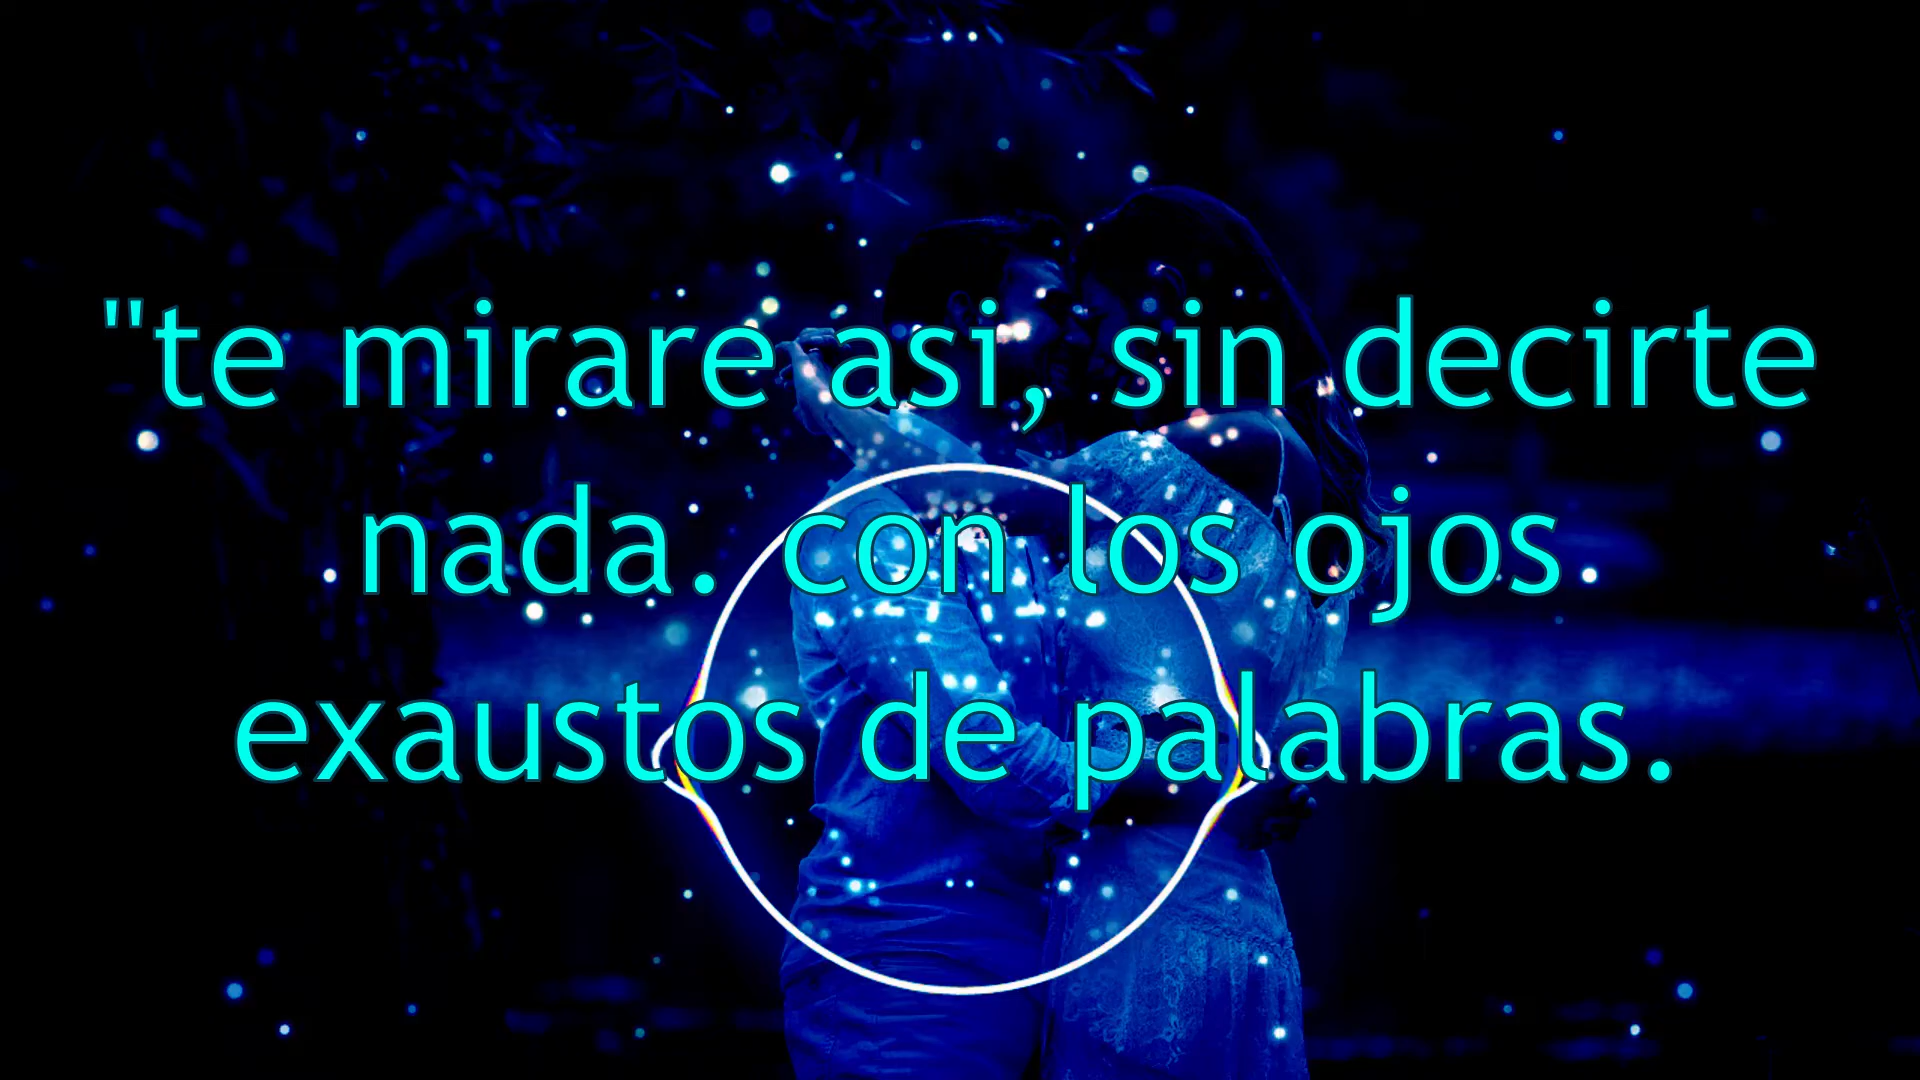 "te mirare asi, sin decirte
nada. con los ojos
exaustos de palabras.